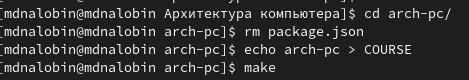 [mdnalobin@mdnalobin Архитектура компьютера]$ cd arch-pc/
[mdnalobin@mdnalobin arch-pc]$ rm package.json
[mdnalobin@mdnalobin arch-pc]$ echo arch-pc > COURSE
[mdnalobin@mdnalobin arch-pc]$ make